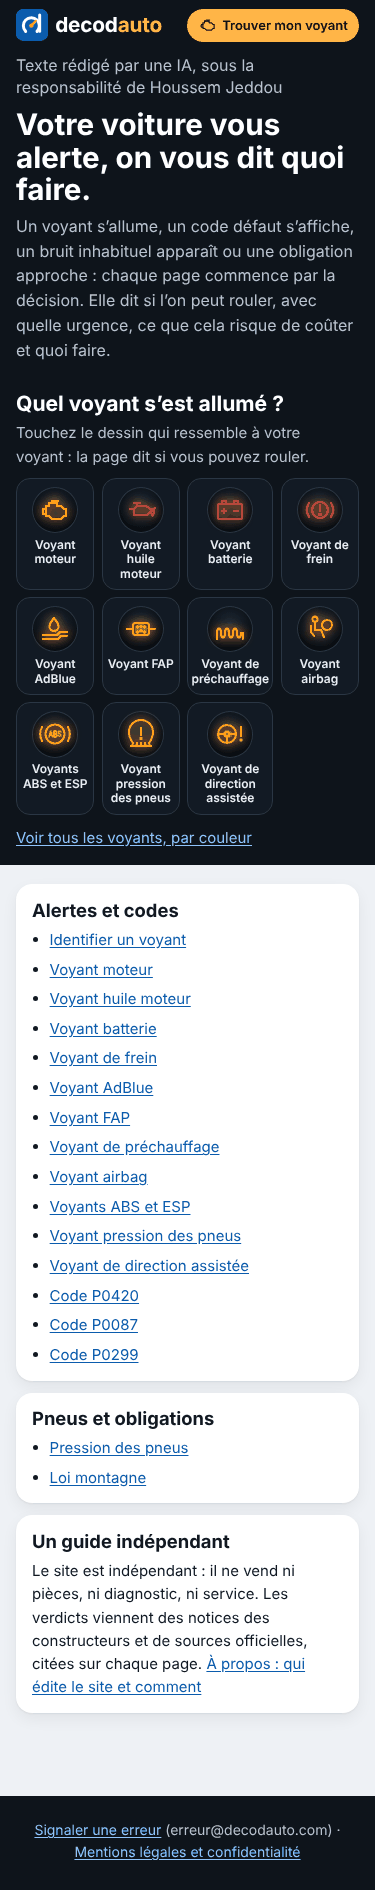 decodauto
Trouver mon voyant
Texte rédigé par une IA, sous la
responsabilité de Houssem Jeddou
Votre voiture vous
alerte, on vous dit quoi
faire.
Un voyant s’allume, un code défaut s’affiche,
un bruit inhabituel apparaît ou une obligation
approche : chaque page commence par la
décision. Elle dit si l’on peut rouler, avec
quelle urgence, ce que cela risque de coûter
et quoi faire.
Quel voyant s’est allumé ?
Touchez le dessin qui ressemble à votre
voyant : la page dit si vous pouvez rouler.
Voyant
moteur
Voyant
huile
moteur
Voyant
batterie
Voyant de
frein
Voyant
AdBlue
Voyant FAP
Voyant de
préchauffage
Voyant
airbag
ABS
Voyants
ABS et ESP
Voyant
pression
des pneus
Voyant de
direction
assistée
Voir tous les voyants, par couleur
Alertes et codes
Identifier un voyant
Voyant moteur
Voyant huile moteur
Voyant batterie
Voyant de frein
Voyant AdBlue
Voyant FAP
Voyant de préchauffage
Voyant airbag
Voyants ABS et ESP
Voyant pression des pneus
Voyant de direction assistée
Code P0420
Code P0087
Code P0299
Pneus et obligations
Pression des pneus
Loi montagne
Un guide indépendant
Le site est indépendant : il ne vend ni
pièces, ni diagnostic, ni service. Les
verdicts viennent des notices des
constructeurs et de sources officielles,
citées sur chaque page. À propos : qui
édite le site et comment
Signaler une erreur (erreur@decodauto.com) ·
Mentions légales et confidentialité